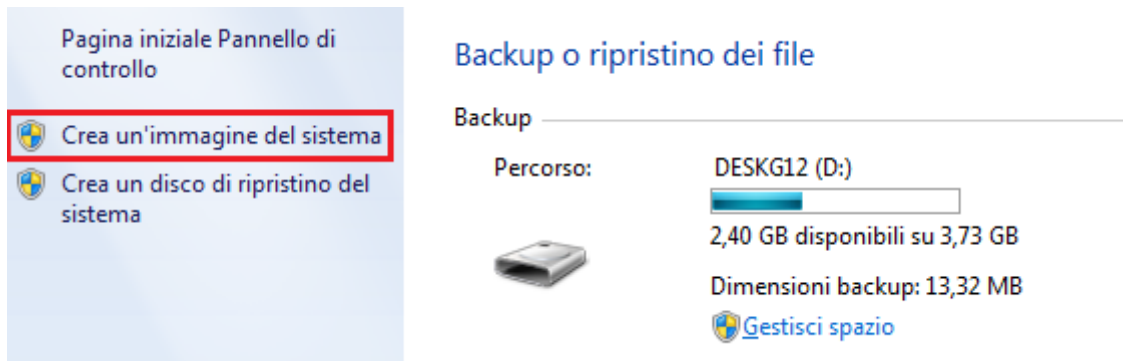 Pagina iniziale Pannello di
controllo
Crea un'immagine del sistema
Crea un disco di ripristino del
sistema
Backup o ripristino dei file
Backup
Percorso:
DESKG12 (D:)
2,40 GB disponibili su 3,73 GB
Dimensioni backup: 13,32 MB
Gestisci spazio